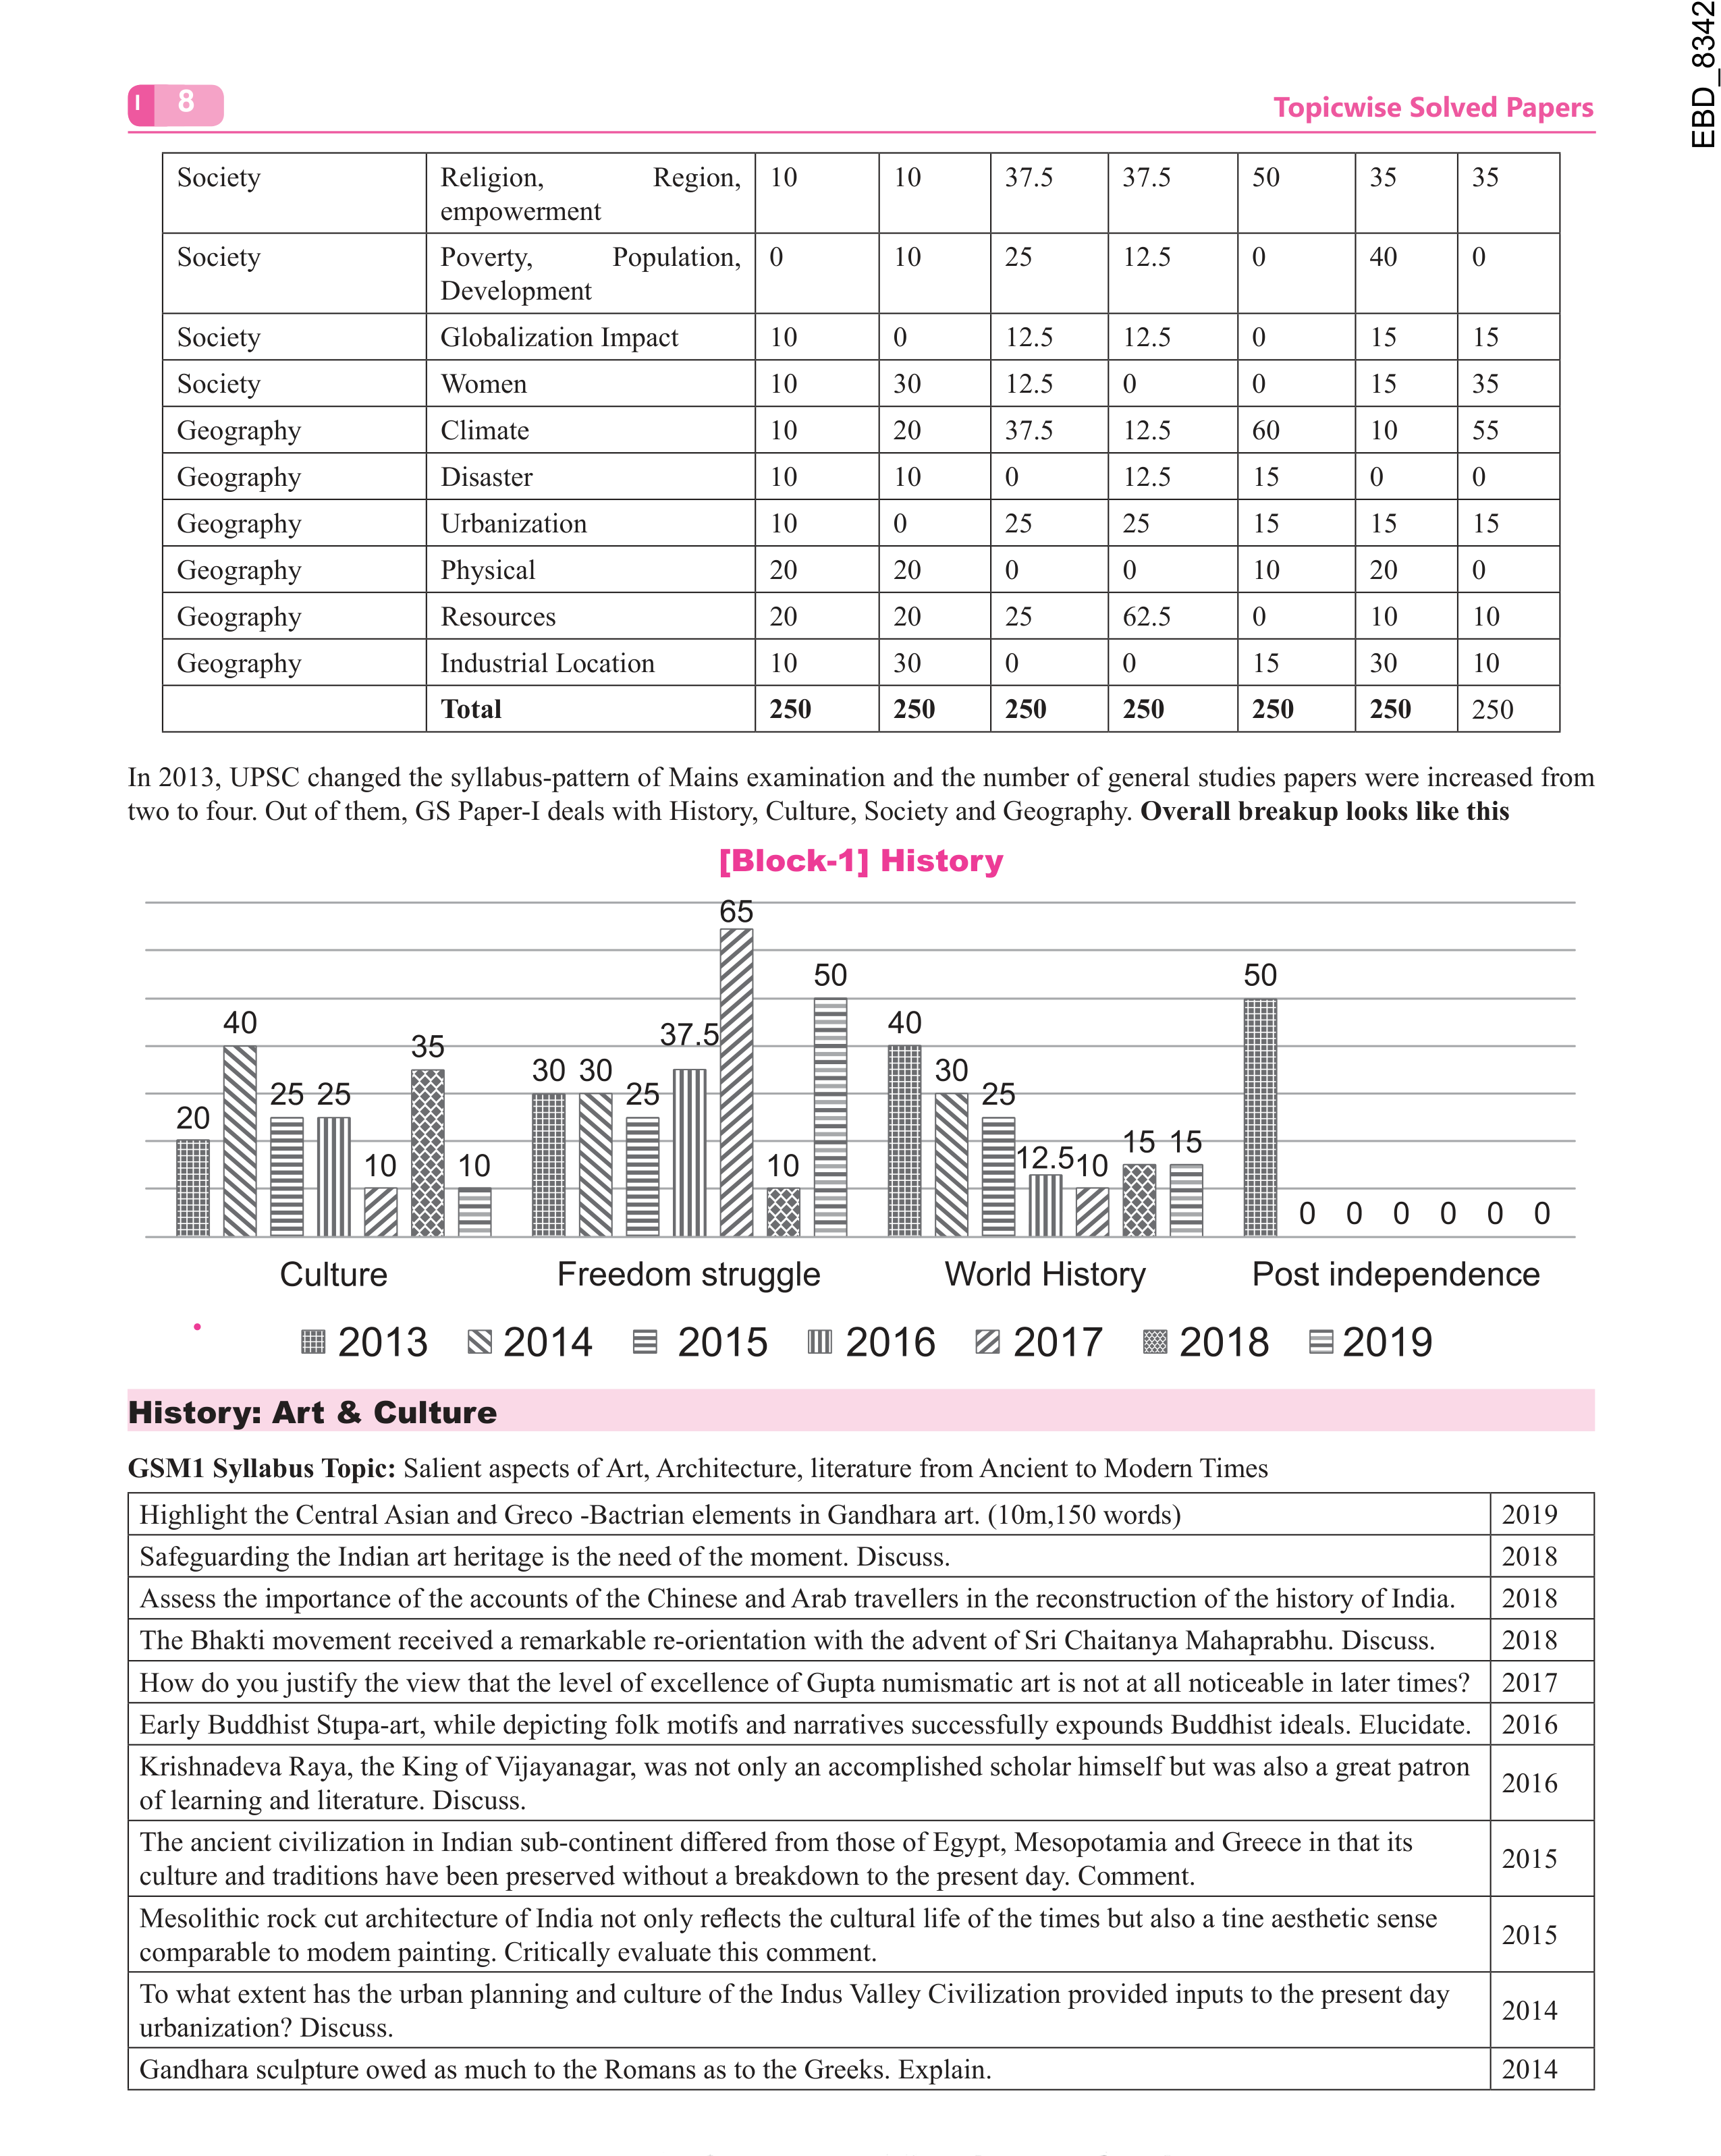 EBD_8342
I 8
Topicwise Solved Papers
Society Religion, Region, 10 10 37.5 37.5 50 35 35
empowerment
Society Poverty, Population, 0 10 25 12.5 0 40 0
Development
Society Globalization Impact 10 0 12.5 12.5 0 15 15
Society Women 10 30 12.5 0 0 15 35
Geography Climate 10 20 37.5 12.5 60 10 55
Geography Disaster 10 10 0 12.5 15 0 0
Geography Urbanization 10 0 25 25 15 15 15
Geography Physical 20 20 0 0 10 20 0
Geography Resources 20 20 25 62.5 0 10 10
Geography Industrial Location 10 30 0 0 15 30 10
Total 250 250 250 250 250 250 250
In 2013, UPSC changed the syllabus-pattern of Mains examination and the number of general studies papers were increased from
two to four. Out of them, GS Paper-I deals with History, Culture, Society and Geography. Overall breakup looks like this
[Block-1] History
20 40 25 25 10 35 10
30 30 25 37.5 65 10 50
40 30 25 12.5 10 15 15
50 0 0 0 0 0 0
Culture Freedom struggle World History Post independence
2013 2014 2015 2016 2017 2018 2019
History: Art & Culture
GSM1 Syllabus Topic: Salient aspects of Art, Architecture, literature from Ancient to Modern Times
Highlight the Central Asian and Greco -Bactrian elements in Gandhara art. (10m,150 words) 2019
Safeguarding the Indian art heritage is the need of the moment. Discuss. 2018
Assess the importance of the accounts of the Chinese and Arab travellers in the reconstruction of the history of India. 2018
The Bhakti movement received a remarkable re-orientation with the advent of Sri Chaitanya Mahaprabhu. Discuss. 2018
How do you justify the view that the level of excellence of Gupta numismatic art is not at all noticeable in later times? 2017
Early Buddhist Stupa-art, while depicting folk motifs and narratives successfully expounds Buddhist ideals. Elucidate. 2016
Krishnadeva Raya, the King of Vijayanagar, was not only an accomplished scholar himself but was also a great patron
of learning and literature. Discuss. 2016
The ancient civilization in Indian sub-continent differed from those of Egypt, Mesopotamia and Greece in that its
culture and traditions have been preserved without a breakdown to the present day. Comment. 2015
Mesolithic rock cut architecture of India not only reflects the cultural life of the times but also a tine aesthetic sense
comparable to modem painting. Critically evaluate this comment. 2015
To what extent has the urban planning and culture of the Indus Valley Civilization provided inputs to the present day
urbanization? Discuss. 2014
Gandhara sculpture owed as much to the Romans as to the Greeks. Explain. 2014